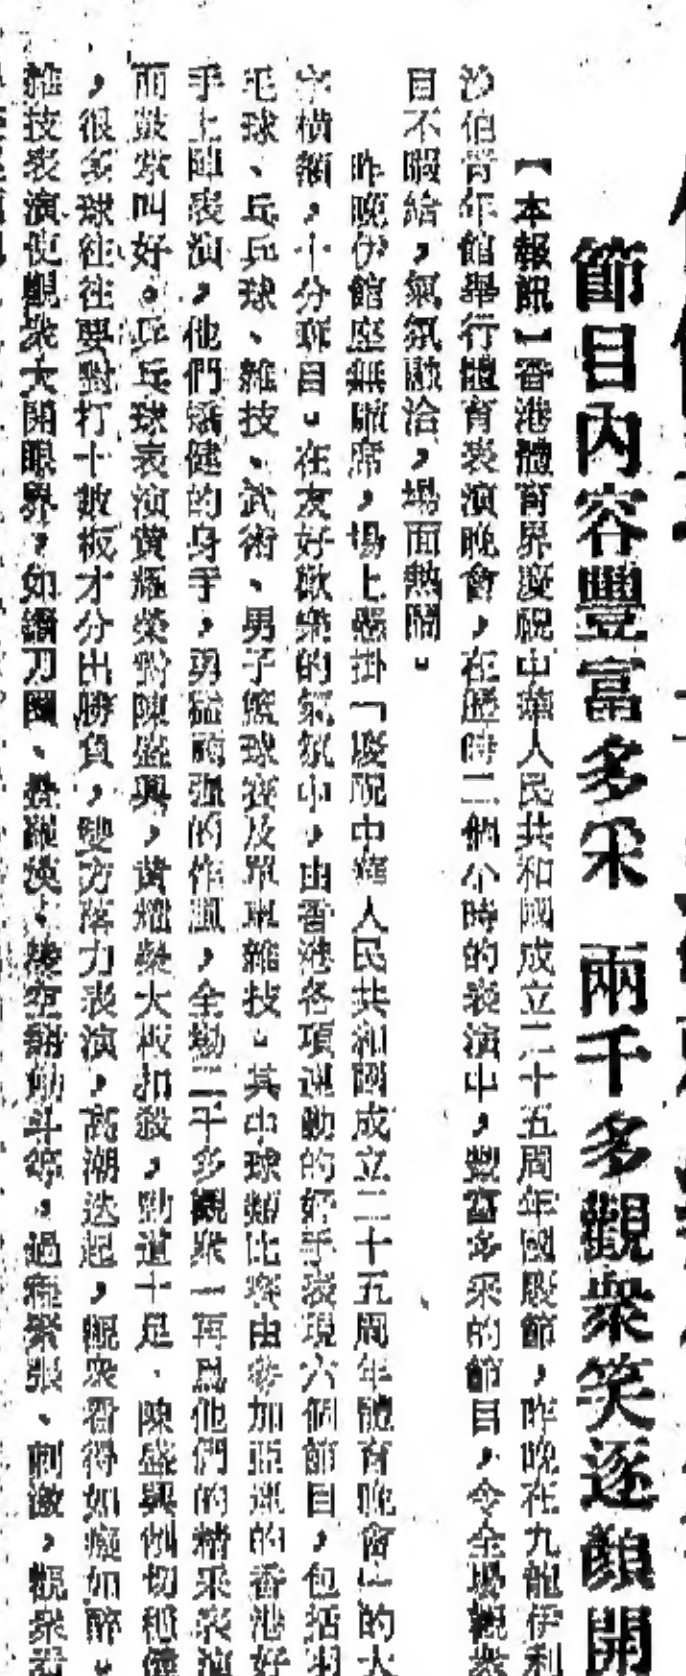 節目內容豐富多采 兩千多觀衆笑逐顏開
【本報訊】香港體育界慶祝中華人民共和國成立二十五周年國慶節，昨晚在九龍伊利
沙伯青年館舉行體育表演晚會，在歷時二個小時的表演中，豐富多采的節目，令全場觀衆
目不暇給，氣氛融洽，場面熱鬧。
昨晚伊館座無虛席，場上懸掛「慶祝中華人民共和國成立二十五周年體育晚會」的大
字橫額，十分奪目。在友好歡樂的氣氛中，由香港各項運動的好手表現六個節目，包括羽
毛球、乒乓球、雜技、武術、男子籃球賽及單車雜技。其中球類比賽由參加亞運的香港好
手上陣表演，他們矯健的身手，勇猛頑强的作風，全場二千多觀衆一再爲他們的精采表演
而鼓掌叫好。乒乓球表演黃耀榮對陳盛興，黃耀榮大板扣殺，勁道十足，陳盛興削切穩健
，很多球往往要對打十數板才分出勝負，雙方落力表演，高潮迭起，觀衆看得如癡如醉。
雜技表演使觀衆大開眼界，如鑽刀圈、叠羅漢、凌空翻觔斗等，過程緊張、刺激，觀衆看